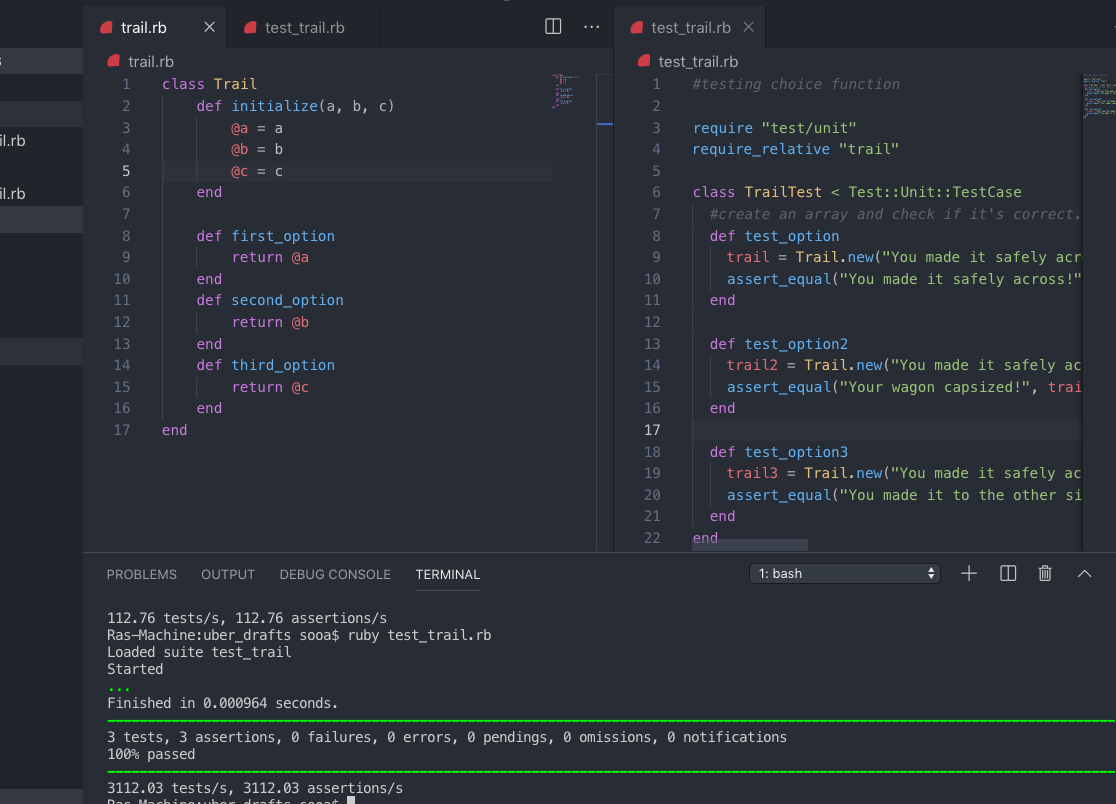 trail.rb
test_trail.rb
test_trail.rb
s
il.rb
il.rb
trail.rb
1 class Trail
2 def initialize(a, b, c)
3 @a = a
4 @b = b
5 @c = c
6 end
7
8 def first_option
9 return @a
10 end
11 def second_option
12 return @b
13 end
14 def third_option
15 return @c
16 end
17 end
test_trail.rb
1 #testing choice function
2
3 require "test/unit"
4 require_relative "trail"
5
6 class TrailTest < Test::Unit::TestCase
7 #create an array and check if it's correct.
8 def test_option
9 trail = Trail.new("You made it safely acr
10 assert_equal("You made it safely across!"
11 end
12
13 def test_option2
14 trail2 = Trail.new("You made it safely ac
15 assert_equal("Your wagon capsized!", trai
16 end
17
18 def test_option3
19 trail3 = Trail.new("You made it safely ac
20 assert_equal("You made it to the other si
21 end
22 end
PROBLEMS OUTPUT DEBUG CONSOLE TERMINAL
1: bash
112.76 tests/s, 112.76 assertions/s
Ras-Machine:uber_drafts sooa$ ruby test_trail.rb
Loaded suite test_trail
Started
...
Finished in 0.000964 seconds.
3 tests, 3 assertions, 0 failures, 0 errors, 0 pendings, 0 omissions, 0 notifications
100% passed
3112.03 tests/s, 3112.03 assertions/s
Ras-Machine:uber_drafts sooa$